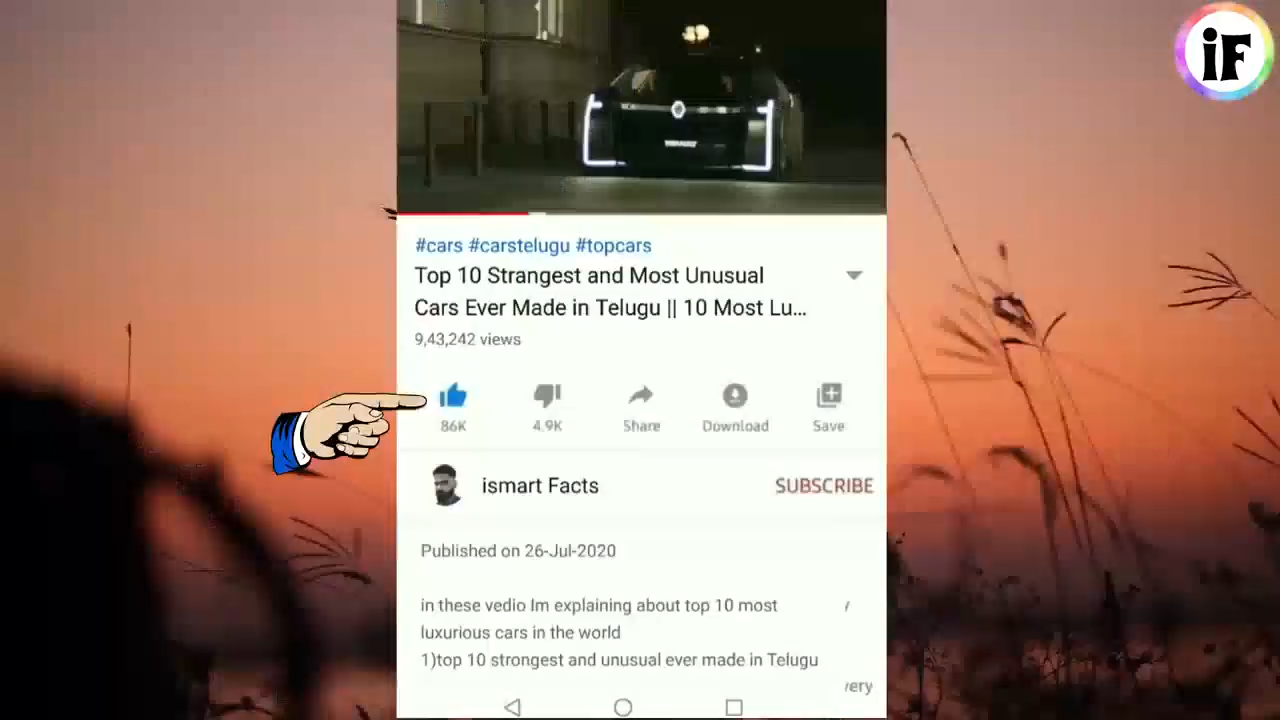 iF
#cars #carstelugu #topcars
Top 10 Strangest and Most Unusual
Cars Ever Made in Telugu || 10 Most Lu...
9,43,242 views
86K 4.9K Share Download Save
ismart Facts SUBSCRIBE
Published on 26-Jul-2020
in these vedio Im explaining about top 10 most
luxurious cars in the world
1)top 10 strongest and unusual ever made in Telugu